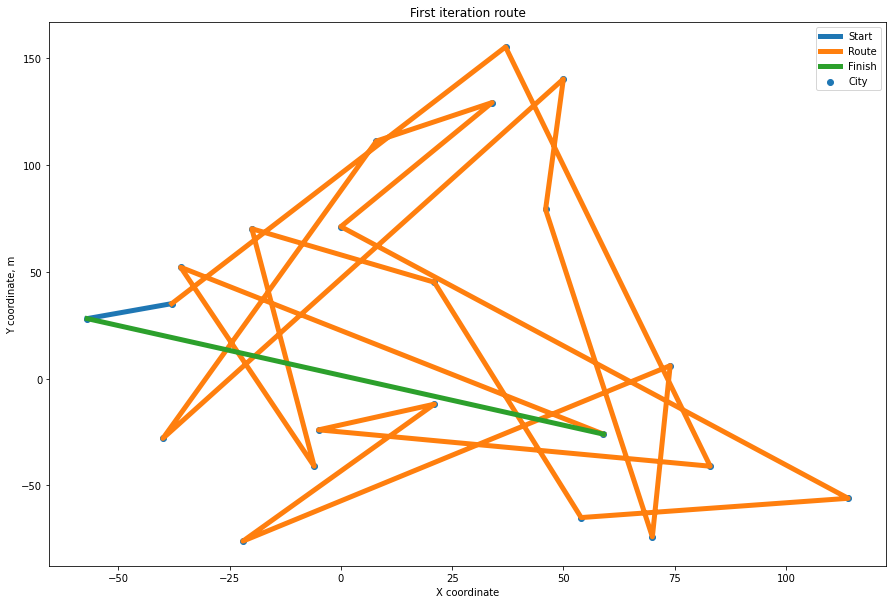 First iteration route
Start
Route
Finish
City
Y coordinate, m
150
100
50
0
−50
−50
−25
0
25
50
75
100
X coordinate